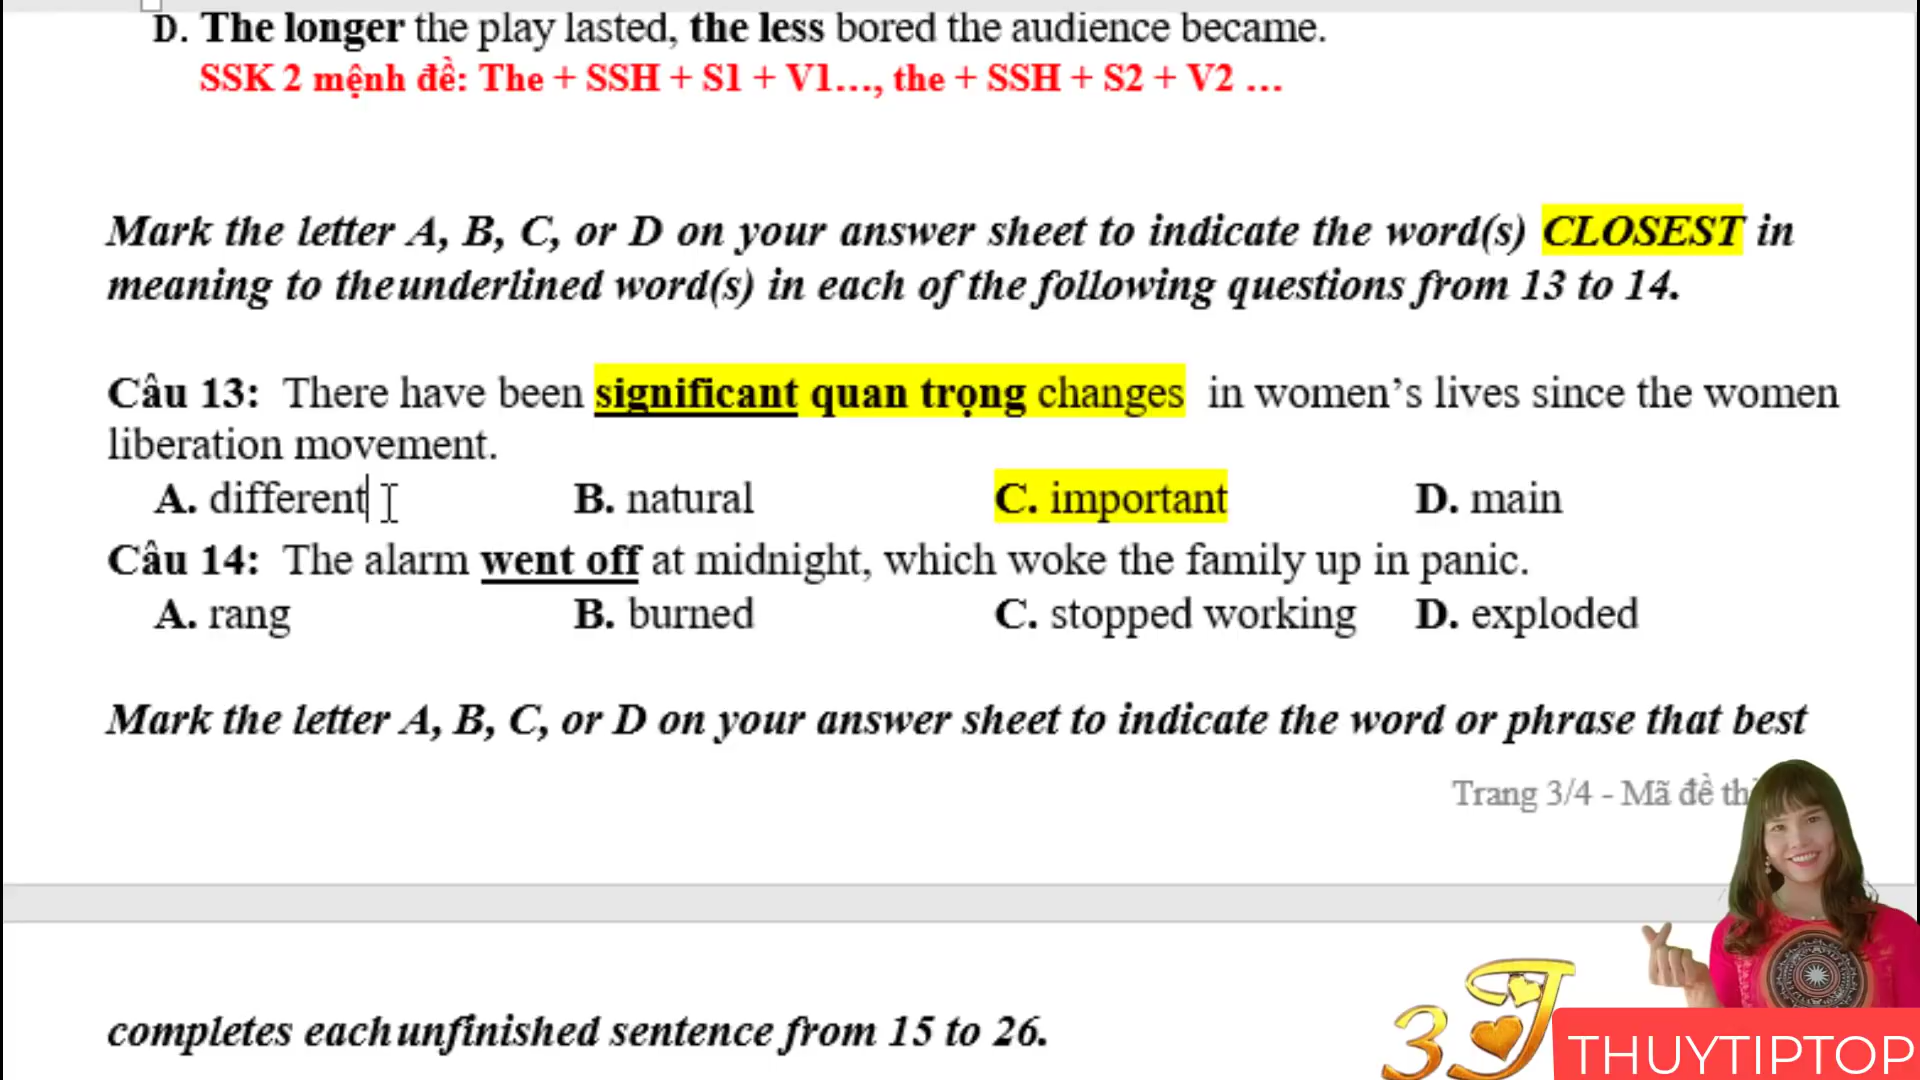 D. The longer the play lasted, the less bored the audience became.
SSK 2 mệnh đề: The + SSH + S1 + V1…, the + SSH + S2 + V2 …
Mark the letter A, B, C, or D on your answer sheet to indicate the word(s) CLOSEST in
meaning to theunderlined word(s) in each of the following questions from 13 to 14.
Câu 13: There have been significant quan trọng changes in women’s lives since the women
liberation movement.
A. different B. natural C. important D. main
Câu 14: The alarm went off at midnight, which woke the family up in panic.
A. rang B. burned C. stopped working D. exploded
Mark the letter A, B, C, or D on your answer sheet to indicate the word or phrase that best
Trang 3/4 - Mã đề
completes eachunfinished sentence from 15 to 26.
3T
THUYTIPTOP